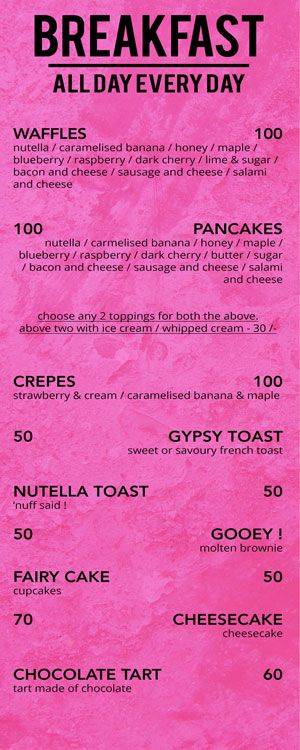 BREAKFAST
ALL DAY EVERY DAY
WAFFLES 100
nutella / caramelised banana / honey / maple /
blueberry / raspberry / dark cherry / lime & sugar /
bacon and cheese / sausage and cheese / salami
and cheese
100 PANCAKES
nutella / carmelised banana / honey / maple /
blueberry / raspberry / dark cherry / butter / sugar
/ bacon and cheese / sausage and cheese / salami
and cheese
choose any 2 toppings for both the above.
above two with ice cream / whipped cream - 30 /-
CREPES 100
strawberry & cream / caramelised banana & maple
50 GYPSY TOAST
sweet or savoury french toast
NUTELLA TOAST 50
'nuff said !
50 GOOEY !
molten brownie
FAIRY CAKE 50
cupcakes
70 CHEESECAKE
cheesecake
CHOCOLATE TART 60
tart made of chocolate